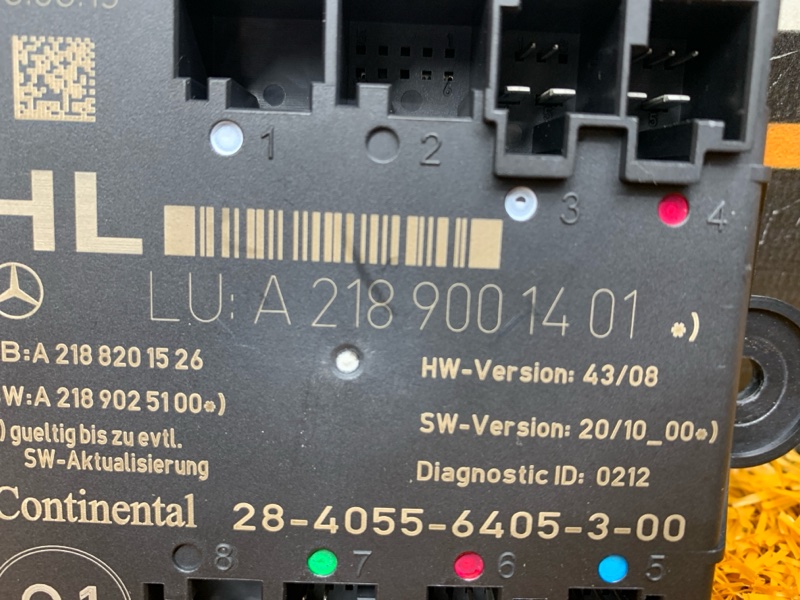 1 2
3 4
HL
LU: A 218 900 14 01 *)
B:A 218 820 15 26
W:A 218 902 51 00*)
) gueltig bis zu evtl.
SW-Aktualisierung
HW-Version: 43/08
SW-Version: 20/10_00*)
Diagnostic ID: 0212
Continental 28-4055-6405-3-00
8 7 6 5